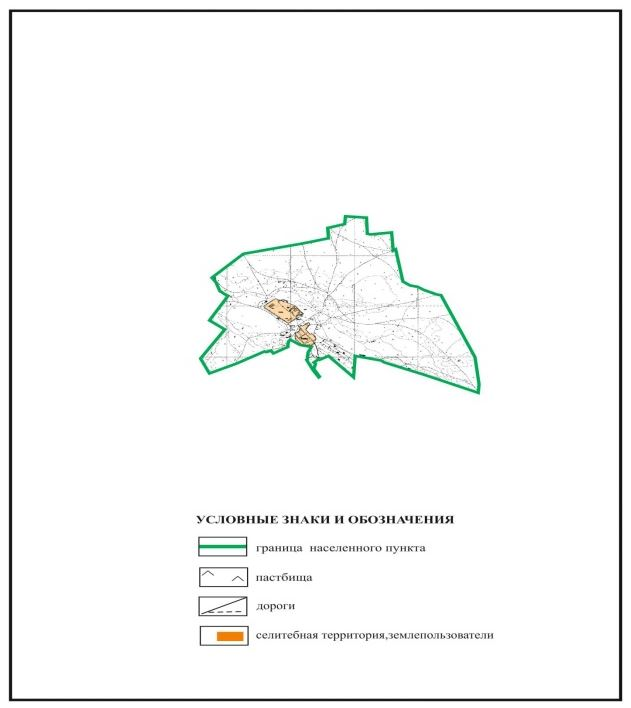 УСЛОВНЫЕ ЗНАКИ И ОБОЗНАЧЕНИЯ
граница населенного пункта
пастбища
дороги
селитебная территория,землепользователи